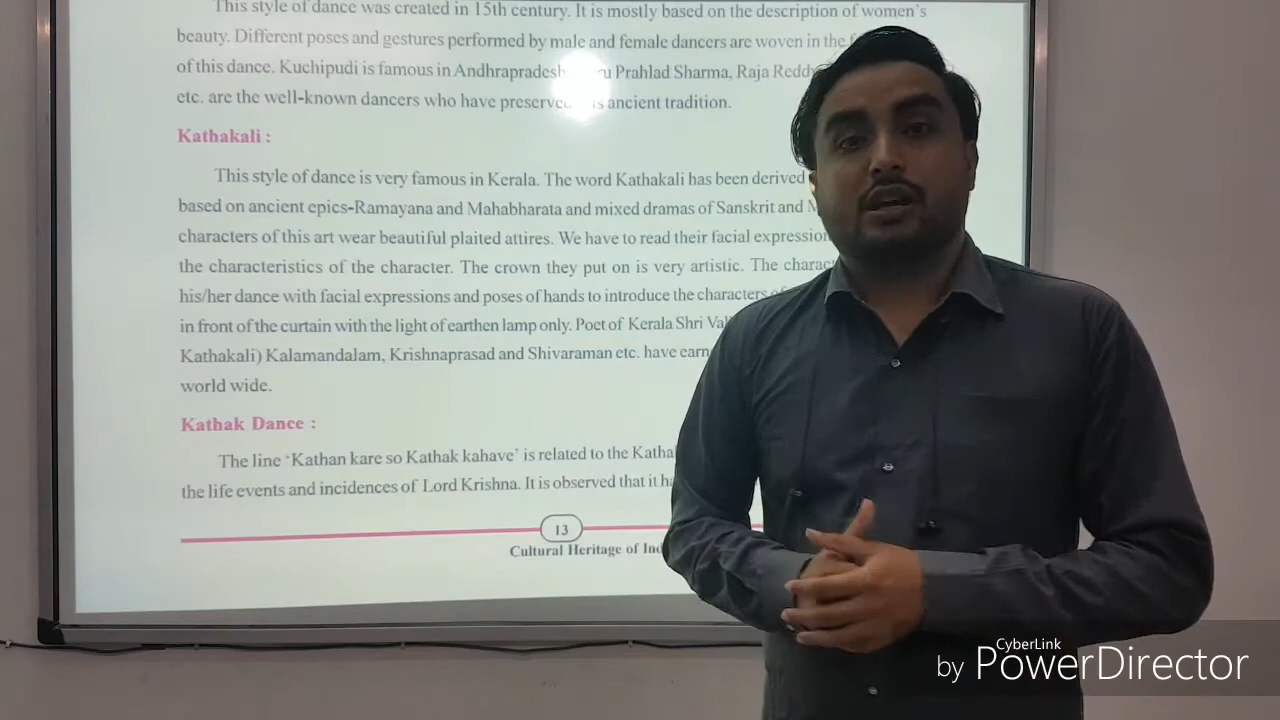 This style of dance was created in 15th century. It is mostly based on the description of women's
beauty. Different poses and gestures performed by male and female dancers are woven in the
of this dance. Kuchipudi is famous in Andhrapradesh Prahlad Sharma, Raja Reddy
etc. are the well-known dancers who have ancient tradition.
Kathakali :
This style of dance is very famous in Kerala. The word Kathakali has been derived
based on ancient epics-Ramayana and Mahabharata and mixed dramas of Sanskrit and
characters of this art wear beautiful plaited attires. We have to read their facial
the characteristics of the character. The crown they put on is very artistic. The
his/her dance with facial expressions and poses of hands to introduce the characters
in front of the curtain with the light of earthen lamp only. Poet of Kerala Shri
Kathakali) Kalamandalam, Krishnaprasad and Shivaraman etc. have
world wide.
Kathak Dance :
The line 'Kathan kare so Kathak kahave' is related to the
the life events and incidences of Lord Krishna. It is observed that it
13
Cultural Heritage of
CyberLink
by PowerDirector